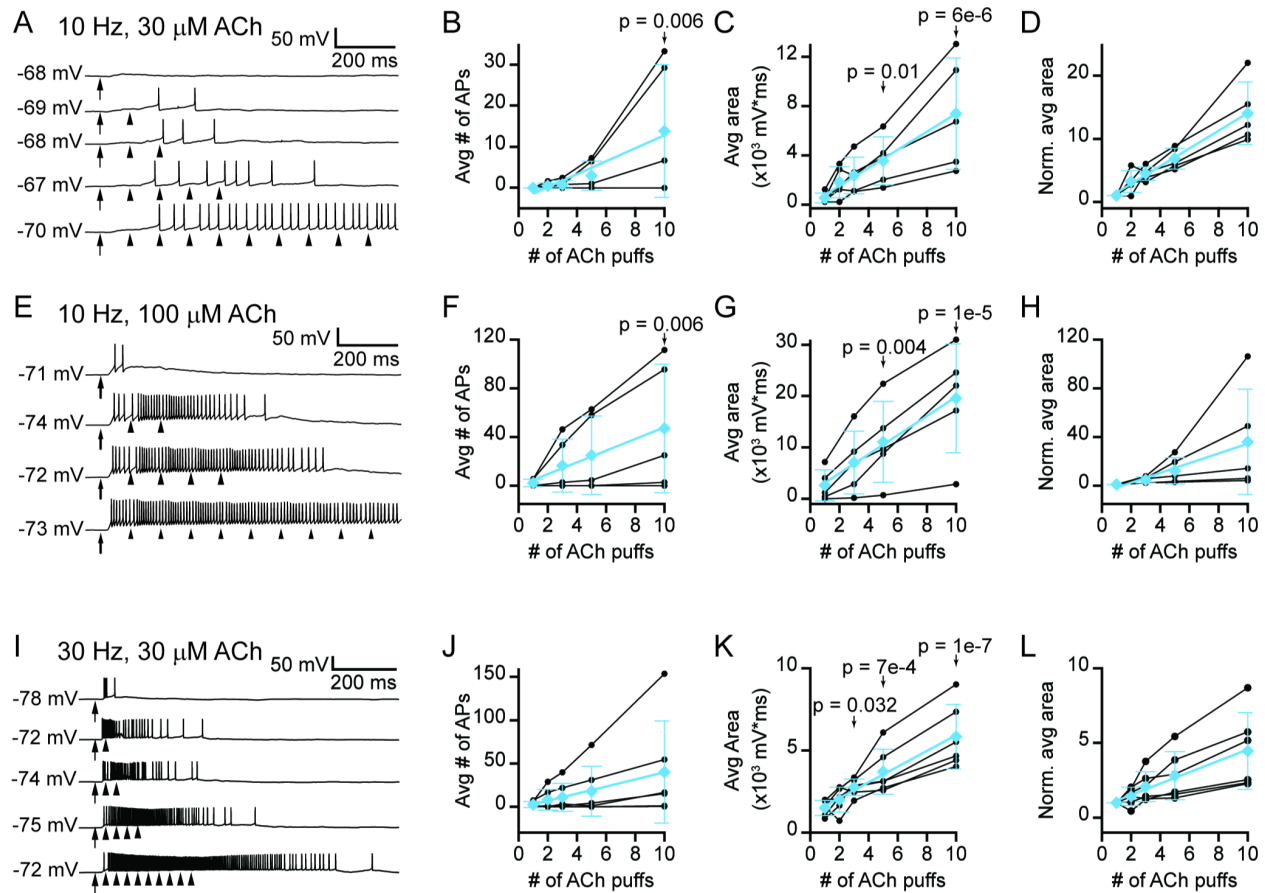 A 10 Hz, 30 µM ACh
50 mV
200 ms
-68 mV
-69 mV
-68 mV
-67 mV
-70 mV
B
p = 0.006
Avg # of APs
30
20
10
0
0 2 4 6 8 10
# of ACh puffs
C
p = 6e-6
p = 0.01
Avg area
(x10³ mV*ms)
12
8
4
0
0 2 4 6 8 10
# of ACh puffs
D
Norm. avg area
20
10
0
0 2 4 6 8 10
# of ACh puffs
E 10 Hz, 100 µM ACh
50 mV
200 ms
-71 mV
-74 mV
-72 mV
-73 mV
F
p = 0.006
Avg # of APs
120
80
40
0
0 2 4 6 8 10
# of ACh puffs
G
p = 1e-5
p = 0.004
Avg area
(x10³ mV*ms)
30
20
10
0
0 2 4 6 8 10
# of ACh puffs
H
Norm. avg area
120
80
40
0
0 2 4 6 8 10
# of ACh puffs
I 30 Hz, 30 µM ACh
50 mV
200 ms
-78 mV
-72 mV
-74 mV
-75 mV
-72 mV
J
Avg # of APs
150
100
50
0
0 2 4 6 8 10
# of ACh puffs
K
p = 1e-7
p = 7e-4
p = 0.032
Avg Area
(x10³ mV*ms)
10
5
0
0 2 4 6 8 10
# of ACh puffs
L
Norm. avg area
10
5
0
0 2 4 6 8 10
# of ACh puffs